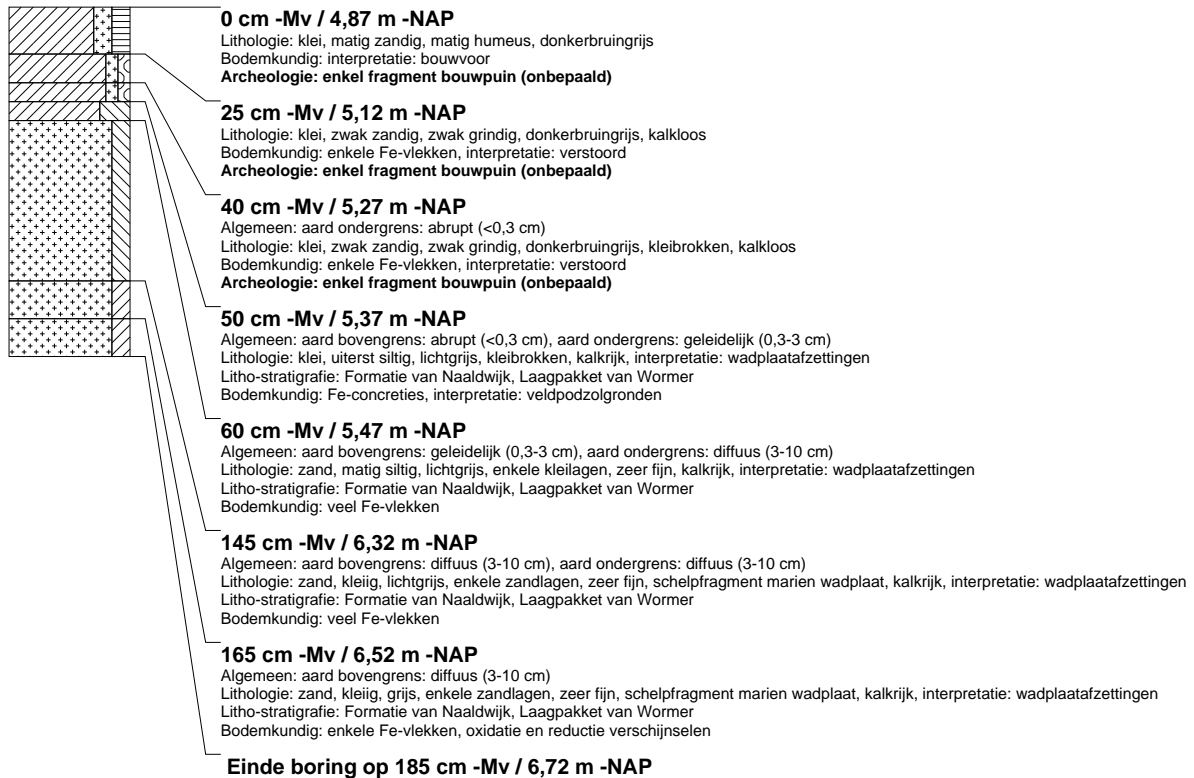 0 cm -Mv / 4,87 m -NAP
Lithologie: klei, matig zandig, matig humeus, donkerbruingrijs
Bodemkundig: interpretatie: bouwvoor
Archeologie: enkel fragment bouwpuin (onbepaald)
25 cm -Mv / 5,12 m -NAP
Lithologie: klei, zwak zandig, zwak grindig, donkerbruingrijs, kalkloos
Bodemkundig: enkele Fe-vlekken, interpretatie: verstoord
Archeologie: enkel fragment bouwpuin (onbepaald)
40 cm -Mv / 5,27 m -NAP
Algemeen: aard ondergrens: abrupt (<0,3 cm)
Lithologie: klei, zwak zandig, zwak grindig, donkerbruingrijs, kleibrokken, kalkloos
Bodemkundig: enkele Fe-vlekken, interpretatie: verstoord
Archeologie: enkel fragment bouwpuin (onbepaald)
50 cm -Mv / 5,37 m -NAP
Algemeen: aard bovengrens: abrupt (<0,3 cm), aard ondergrens: geleidelijk (0,3-3 cm)
Lithologie: klei, uiterst siltig, lichtgrijs, kleibrokken, kalkrijk, interpretatie: wadplaatafzettingen
Litho-stratigrafie: Formatie van Naaldwijk, Laagpakket van Wormer
Bodemkundig: Fe-concreties, interpretatie: veldpodzolgronden
60 cm -Mv / 5,47 m -NAP
Algemeen: aard bovengrens: geleidelijk (0,3-3 cm), aard ondergrens: diffuus (3-10 cm)
Lithologie: zand, matig siltig, lichtgrijs, enkele kleilagen, zeer fijn, kalkrijk, interpretatie: wadplaatafzettingen
Litho-stratigrafie: Formatie van Naaldwijk, Laagpakket van Wormer
Bodemkundig: veel Fe-vlekken
145 cm -Mv / 6,32 m -NAP
Algemeen: aard bovengrens: diffuus (3-10 cm), aard ondergrens: diffuus (3-10 cm)
Lithologie: zand, kleiig, lichtgrijs, enkele zandlagen, zeer fijn, schelpfragment marien wadplaat, kalkrijk, interpretatie: wadplaatafzettingen
Litho-stratigrafie: Formatie van Naaldwijk, Laagpakket van Wormer
Bodemkundig: veel Fe-vlekken
165 cm -Mv / 6,52 m -NAP
Algemeen: aard bovengrens: diffuus (3-10 cm)
Lithologie: zand, kleiig, grijs, enkele zandlagen, zeer fijn, schelpfragment marien wadplaat, kalkrijk, interpretatie: wadplaatafzettingen
Litho-stratigrafie: Formatie van Naaldwijk, Laagpakket van Wormer
Bodemkundig: enkele Fe-vlekken, oxidatie en reductie verschijnselen
Einde boring op 185 cm -Mv / 6,72 m -NAP